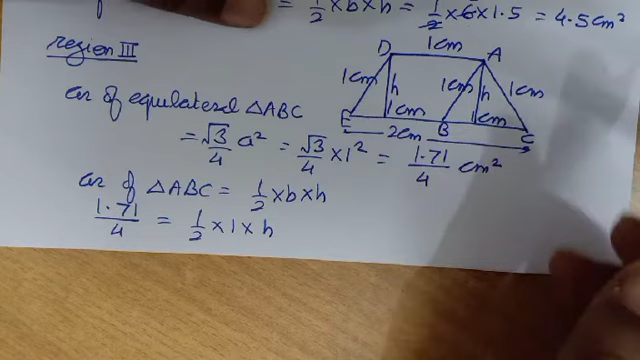 = 1/2 × b × h = 1/2 × 6 × 1.5 = 4.5 cm²
region III
D 1cm A
1cm h 1cm h 1cm
E 1cm B 1cm C
2cm
ar of equilateral △ABC
= √3/4 a² = √3/4 × 1² = 1.71/4 cm²
ar of △ABC = 1/2 × b × h
1.71/4 = 1/2 × 1 × h